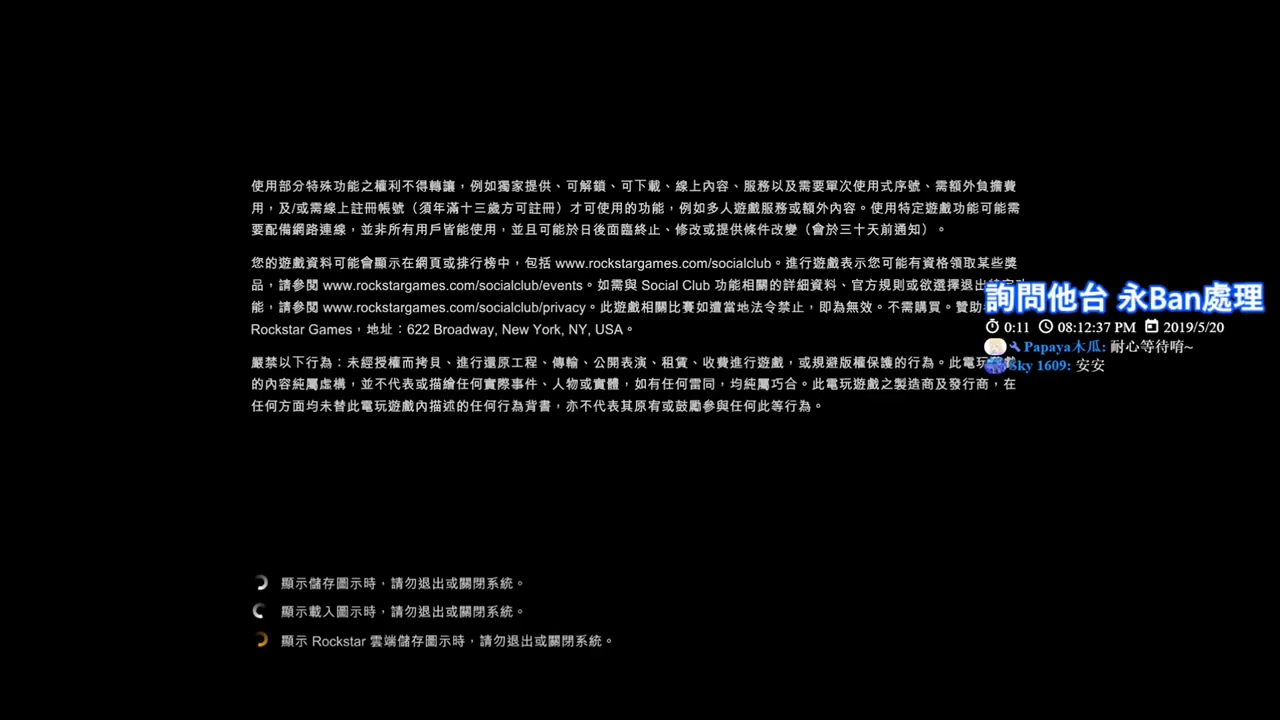 使用部分特殊功能之權利不得轉讓，例如獨家提供、可解鎖、可下載、線上內容、服務以及需要單次使用式序號、需額外負擔費
用，及/或需線上註冊帳號（須年滿十三歲方可註冊）才可使用的功能，例如多人遊戲服務或額外內容。使用特定遊戲功能可能需
要配備網路連線，並非所有用戶皆能使用，並且可能於日後面臨終止、修改或提供條件改變（會於三十天前通知）。
您的遊戲資料可能會顯示在網頁或排行榜中，包括 www.rockstargames.com/socialclub。進行遊戲表示您可能有資格領取某些獎
品，請參閱 www.rockstargames.com/socialclub/events。如需與 Social Club 功能相關的詳細資料、官方規則或欲選擇退出
能，請參閱 www.rockstargames.com/socialclub/privacy。此遊戲相關比賽如遭當地法令禁止，即為無效。不需購買。贊助
Rockstar Games，地址：622 Broadway, New York, NY, USA。
嚴禁以下行為：未經授權而拷貝、進行還原工程、傳輸、公開表演、租賃、收費進行遊戲，或規避版權保護的行為。此電玩
的內容純屬虛構，並不代表或描繪任何實際事件、人物或實體，如有任何雷同，均純屬巧合。此電玩遊戲之製造商及發行商，在
任何方面均未替此電玩遊戲內描述的任何行為背書，亦不代表其原宥或鼓勵參與任何此等行為。
詢問他台 永Ban處理
0:11 08:12:37 PM 2019/5/20
Papaya木瓜: 耐心等待唷~
Sky 1609: 安安
顯示儲存圖示時，請勿退出或關閉系統。
顯示載入圖示時，請勿退出或關閉系統。
顯示 Rockstar 雲端儲存圖示時，請勿退出或關閉系統。